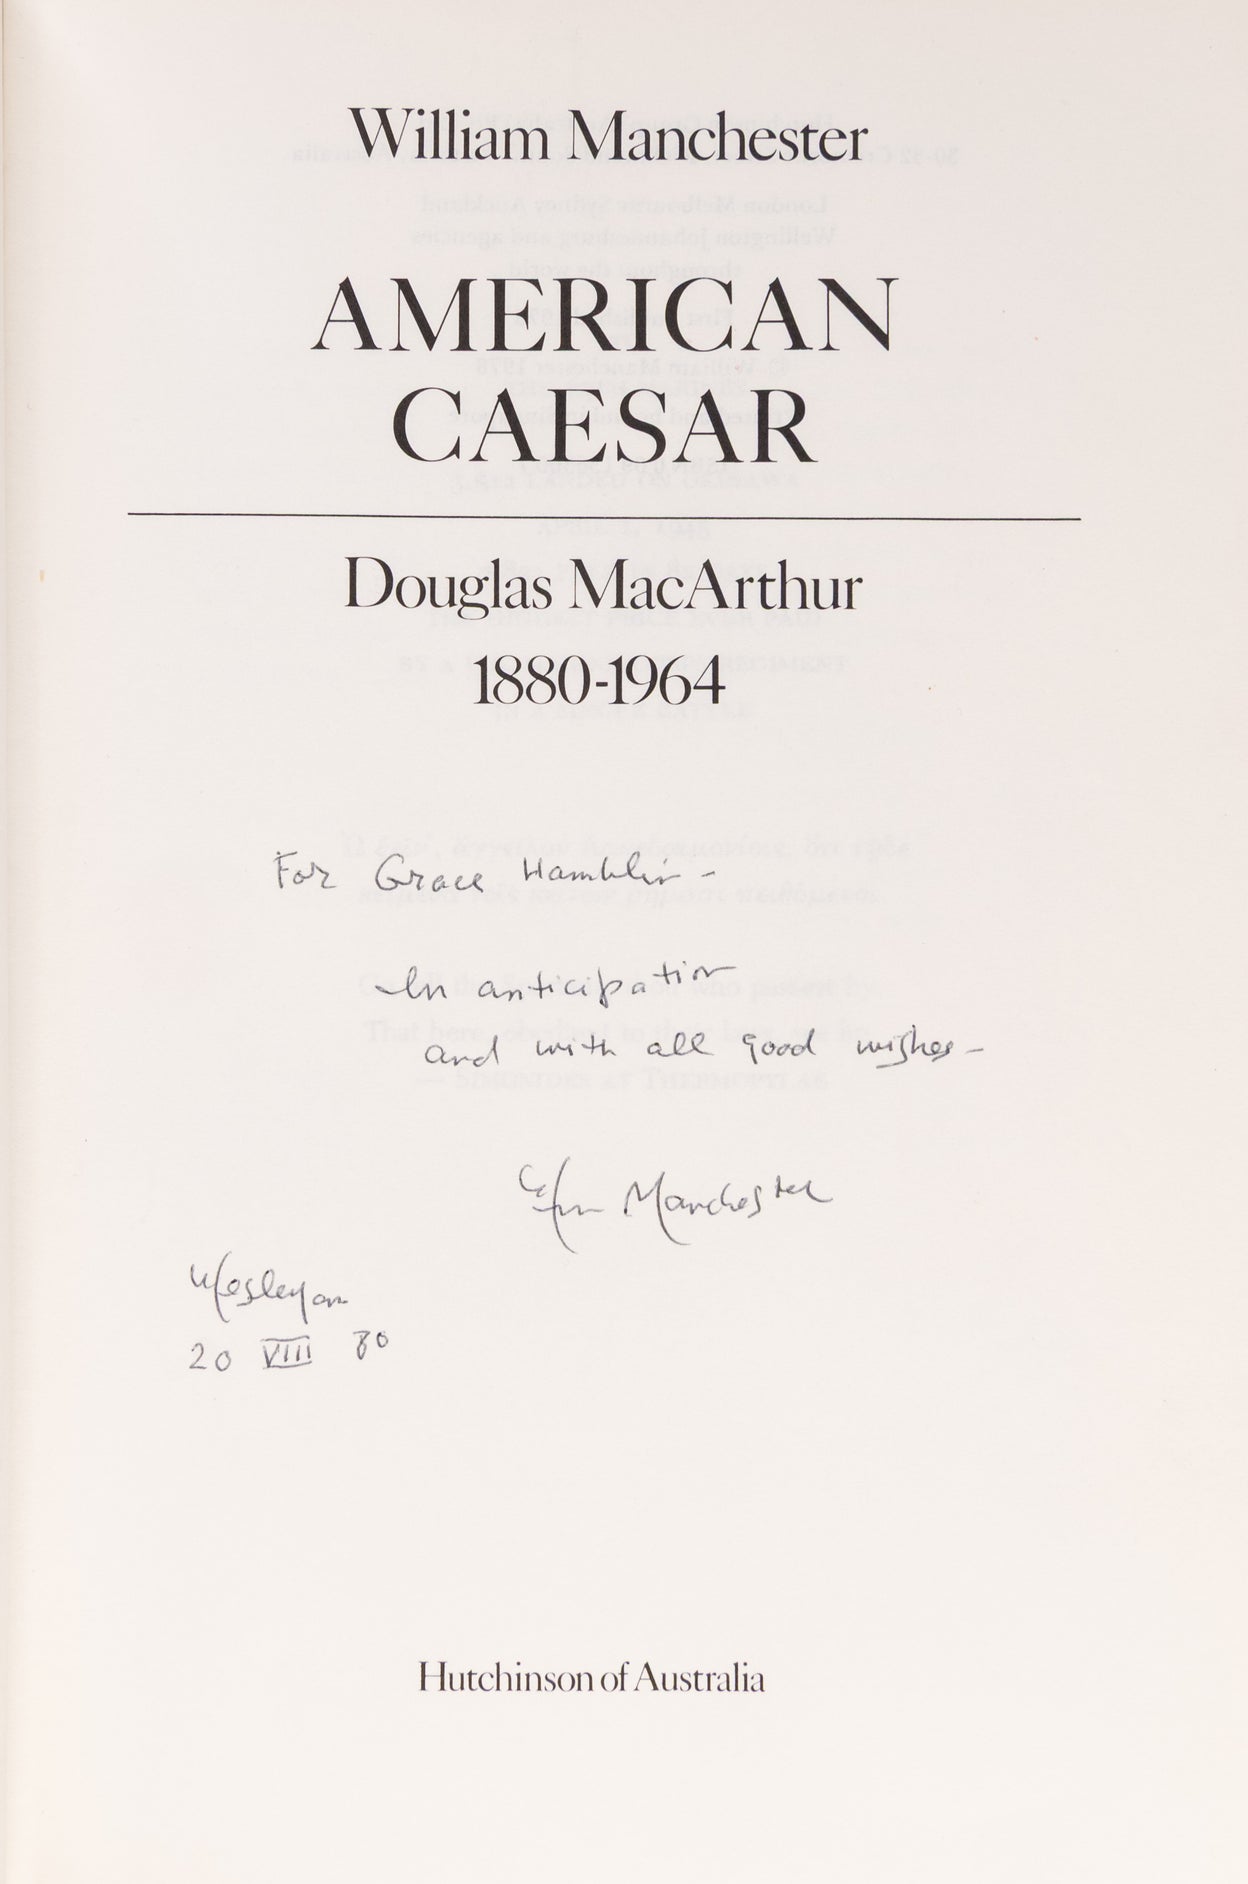 William Manchester
AMERICAN
CAESAR
Douglas MacArthur
1880-1964
For Grace Hamblin -
In anticipation
and with all good wishes -
Manchester
Wesleyan
20 VIII 80
Hutchinson of Australia